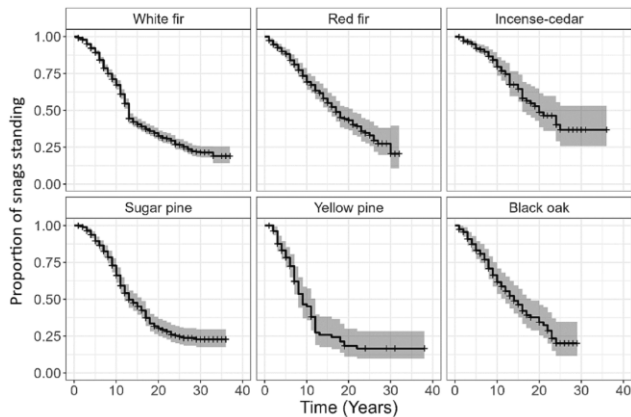 White fir Red fir Incense-cedar
1.00
0.75
0.50
0.25
0.00
Sugar pine Yellow pine Black oak
1.00
0.75
0.50
0.25
0.00
0 10 20 30 40 0 10 20 30 40 0 10 20 30 40
Time (Years)
Proportion of snags standing